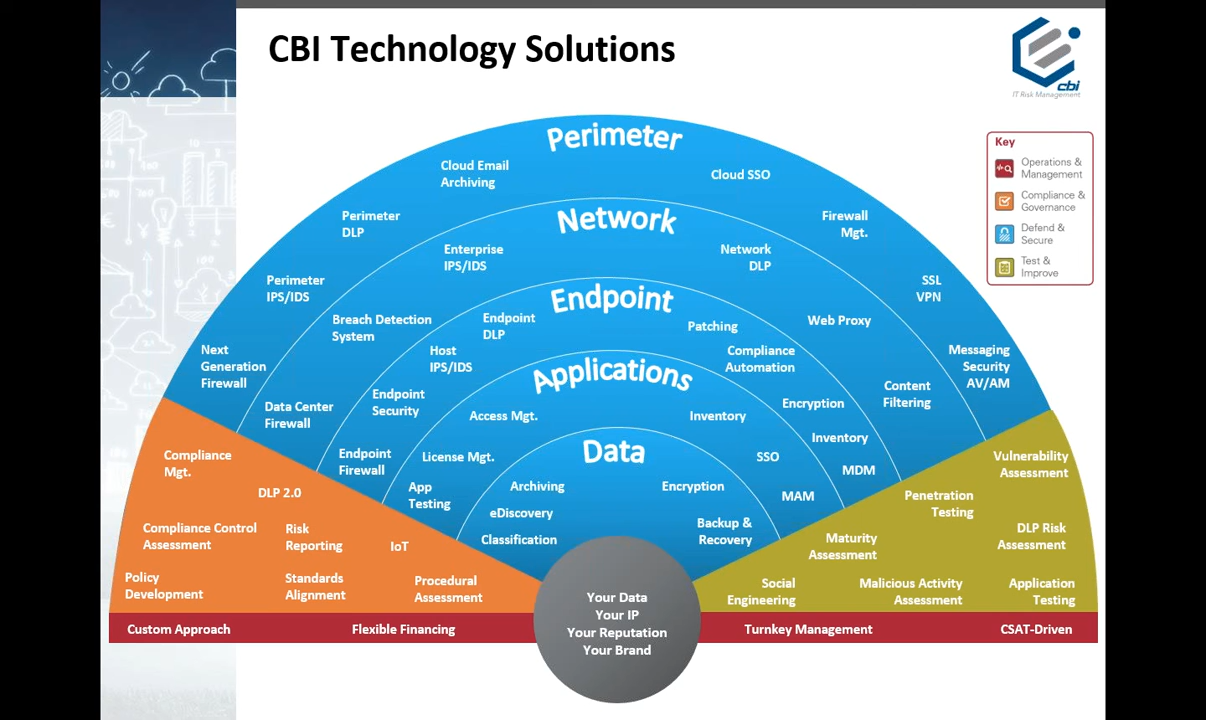 CBI Technology Solutions
cbi
IT Risk Management
Key
Operations &
Management
Compliance &
Governance
Defend &
Secure
Test &
Improve
Perimeter
Cloud Email
Archiving
Cloud SSO
Perimeter
DLP
Firewall
Mgt.
Perimeter
IPS/IDS
SSL
VPN
Next
Generation
Firewall
Messaging
Security
AV/AM
Network
Enterprise
IPS/IDS
Network
DLP
Breach Detection
System
Web Proxy
Data Center
Firewall
Content
Filtering
Endpoint
Endpoint
DLP
Patching
Host
IPS/IDS
Compliance
Automation
Endpoint
Security
Encryption
Endpoint
Firewall
Inventory
MDM
Applications
Access Mgt.
Inventory
License Mgt.
SSO
App
Testing
MAM
Data
Archiving
Encryption
eDiscovery
Classification
Backup &
Recovery
Compliance
Mgt.
DLP 2.0
Compliance Control
Assessment
Risk
Reporting
IoT
Policy
Development
Standards
Alignment
Procedural
Assessment
Vulnerability
Assessment
Penetration
Testing
DLP Risk
Assessment
Maturity
Assessment
Social
Engineering
Malicious Activity
Assessment
Application
Testing
Your Data
Your IP
Your Reputation
Your Brand
Custom Approach
Flexible Financing
Turnkey Management
CSAT-Driven